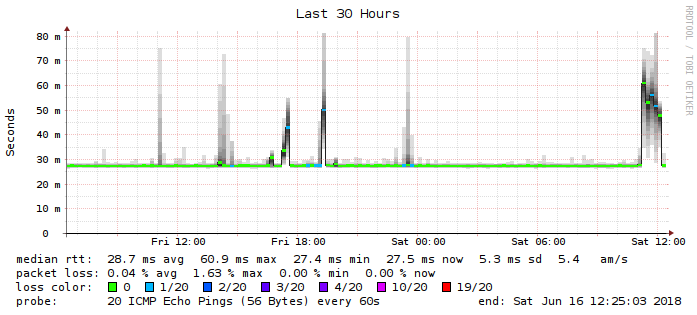 Last 30 Hours
RRDTOOL / TOBI OETIKER
Seconds
80 m
70 m
60 m
50 m
40 m
30 m
20 m
10 m
0
Fri 12:00 Fri 18:00 Sat 00:00 Sat 06:00 Sat 12:00
median rtt: 28.7 ms avg 60.9 ms max 27.4 ms min 27.5 ms now 5.3 ms sd 5.4 am/s
packet loss: 0.04 % avg 1.63 % max 0.00 % min 0.00 % now
loss color: 0 1/20 2/20 3/20 4/20 10/20 19/20
probe: 20 ICMP Echo Pings (56 Bytes) every 60s end: Sat Jun 16 12:25:03 2018